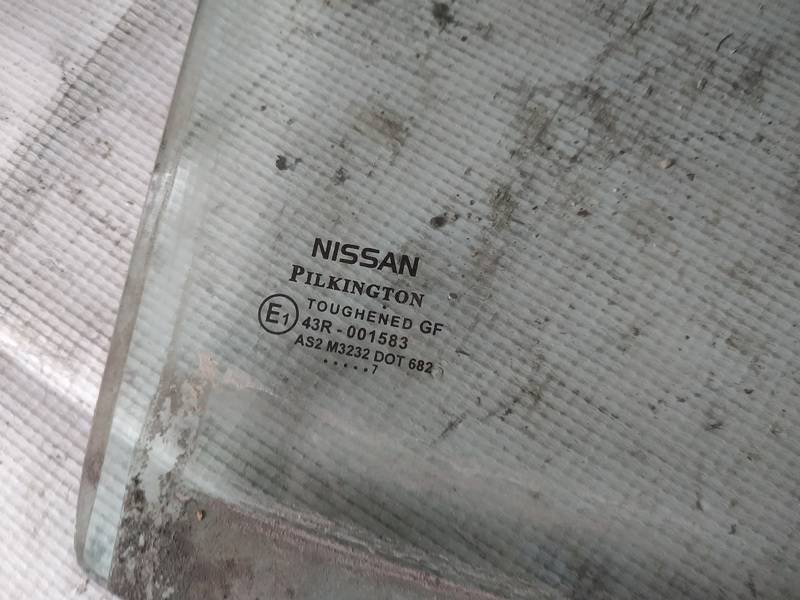 NISSAN
PILKINGTON
E1
TOUGHENED GF
43R - 001583
AS2 M3232 DOT 682
.....7